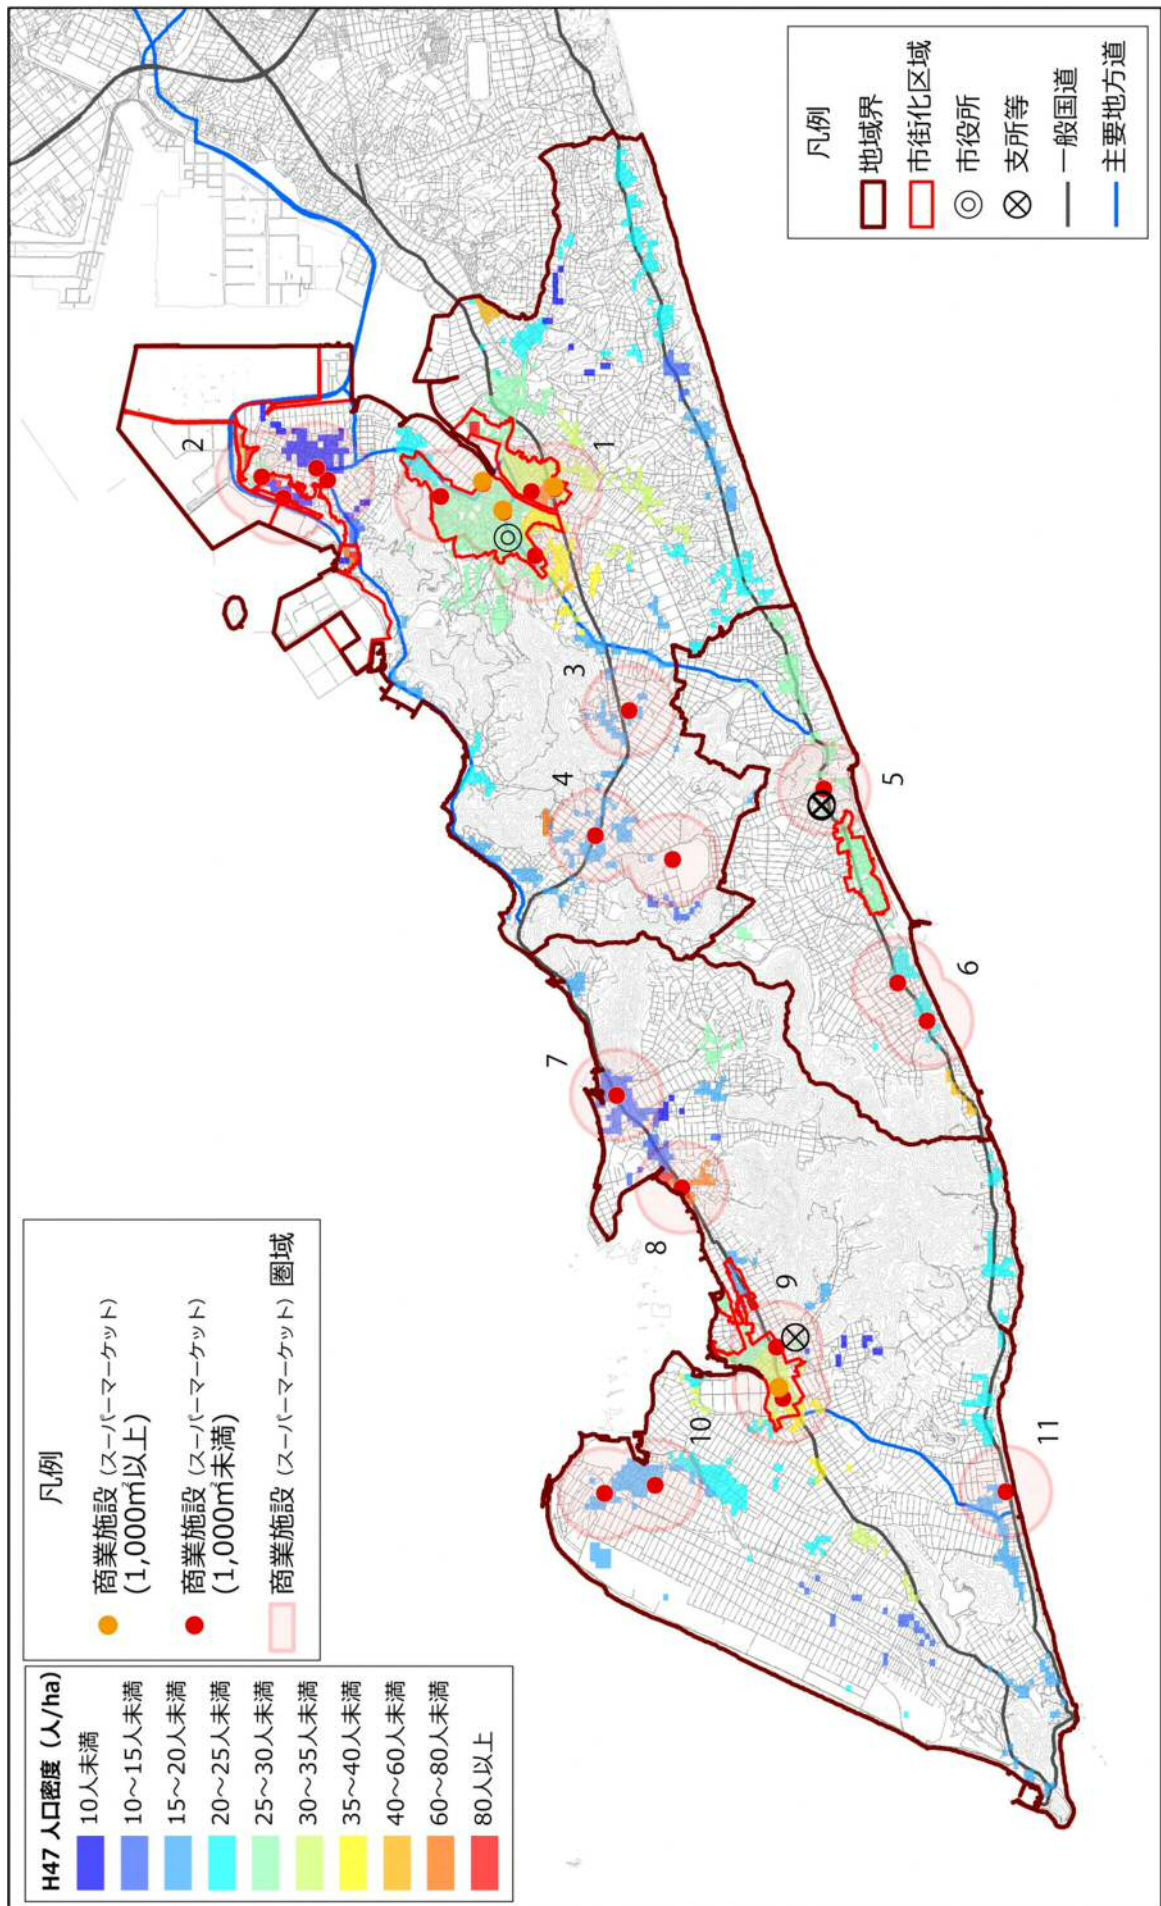 H47 人口密度（人/ha）
10人未満
10～15人未満
15～20人未満
20～25人未満
25～30人未満
30～35人未満
35～40人未満
40～60人未満
60～80人未満
80人以上
凡例
商業施設（スーパーマーケット）
(1,000㎡以上)
商業施設（スーパーマーケット）
(1,000㎡未満)
商業施設（スーパーマーケット）圏域
凡例
地域界
市街化区域
市役所
支所等
一般国道
主要地方道
1
2
3
4
5
6
7
8
9
10
11